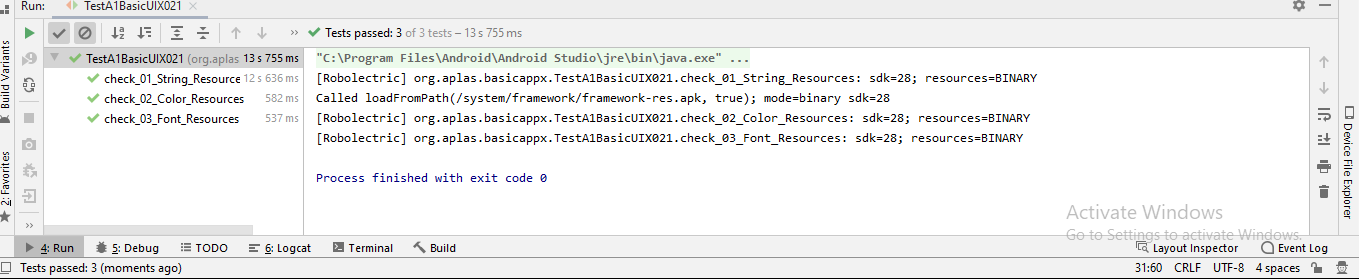 Run: TestA1BasicUIX021
Tests passed: 3 of 3 tests – 13 s 755 ms
TestA1BasicUIX021 (org.aplas 13 s 755 ms
check_01_String_Resource 12 s 636 ms
check_02_Color_Resources 582 ms
check_03_Font_Resources 537 ms
"C:\Program Files\Android\Android Studio\jre\bin\java.exe" ...
[Robolectric] org.aplas.basicappx.TestA1BasicUIX021.check_01_String_Resources: sdk=28; resources=BINARY
Called loadFromPath(/system/framework/framework-res.apk, true); mode=binary sdk=28
[Robolectric] org.aplas.basicappx.TestA1BasicUIX021.check_02_Color_Resources: sdk=28; resources=BINARY
[Robolectric] org.aplas.basicappx.TestA1BasicUIX021.check_03_Font_Resources: sdk=28; resources=BINARY
Process finished with exit code 0
Build Variants
2: Favorites
Device File Explorer
Activate Windows
Go to Settings to activate Windows.
4: Run 5: Debug TODO 6: Logcat Terminal Build Layout Inspector Event Log
Tests passed: 3 (moments ago) 31:60 CRLF UTF-8 4 spaces